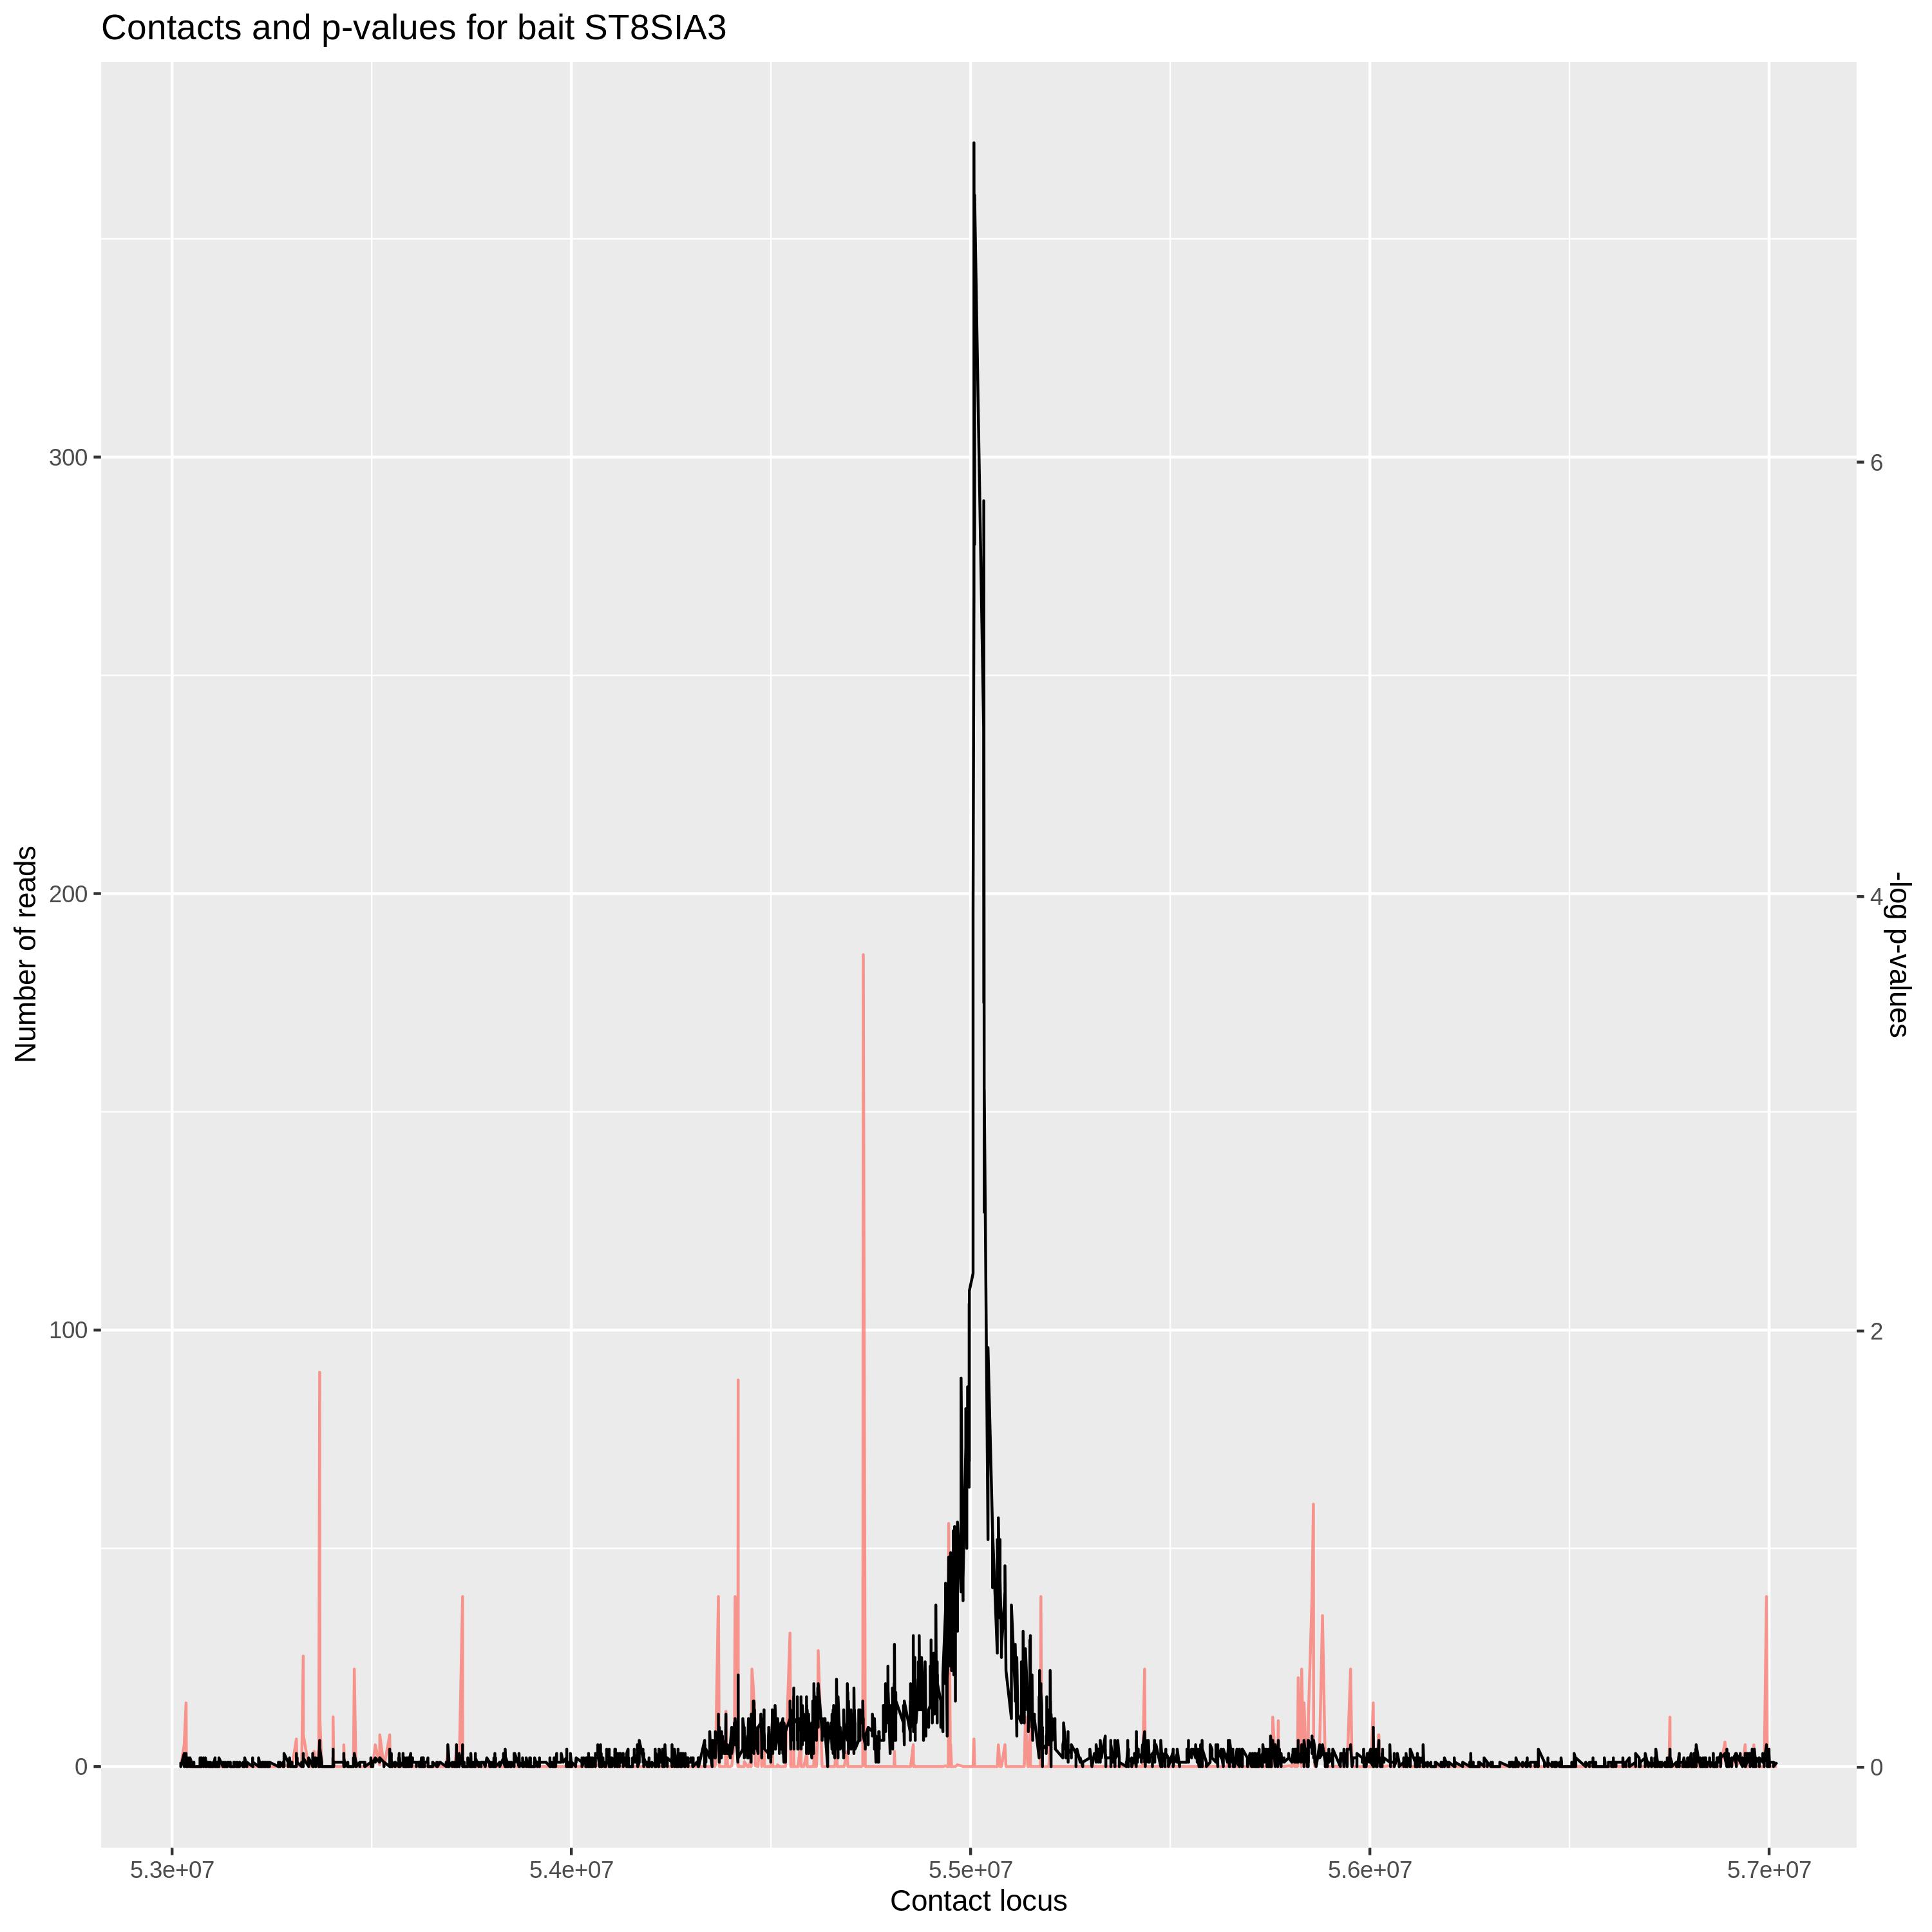 Contacts and p-values for bait ST8SIA3
Number of reads
300
200
100
0
6
4
2
0
-log p-values
5.3e+07
5.4e+07
5.5e+07
5.6e+07
5.7e+07
Contact locus